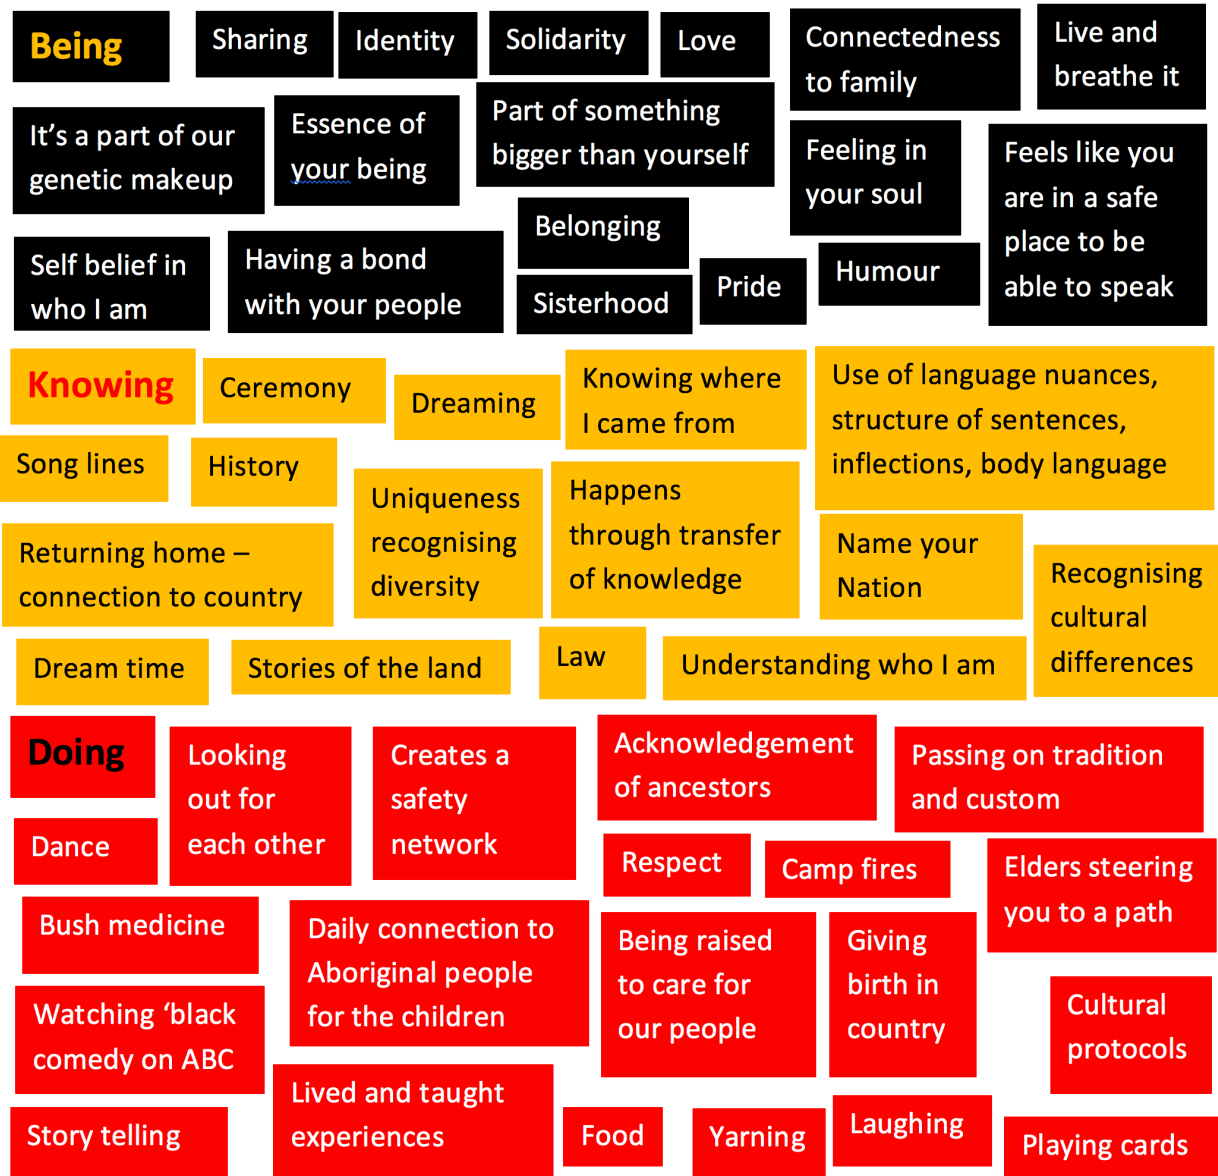 Being
Sharing
Identity
Solidarity
Love
Connectedness
to family
Live and
breathe it
It's a part of our
genetic makeup
Essence of
your being
Part of something
bigger than yourself
Feeling in
your soul
Feels like you
are in a safe
place to be
able to speak
Belonging
Self belief in
who I am
Having a bond
with your people
Sisterhood
Pride
Humour
Knowing
Ceremony
Dreaming
Knowing where
I came from
Use of language nuances,
structure of sentences,
inflections, body language
Song lines
History
Uniqueness
recognising
diversity
Happens
through transfer
of knowledge
Returning home –
connection to country
Name your
Nation
Recognising
cultural
differences
Dream time
Stories of the land
Law
Understanding who I am
Doing
Looking
out for
each other
Creates a
safety
network
Acknowledgement
of ancestors
Passing on tradition
and custom
Dance
Respect
Camp fires
Elders steering
you to a path
Bush medicine
Daily connection to
Aboriginal people
for the children
Being raised
to care for
our people
Giving
birth in
country
Cultural
protocols
Watching ‘black
comedy on ABC
Lived and taught
experiences
Story telling
Food
Yarning
Laughing
Playing cards